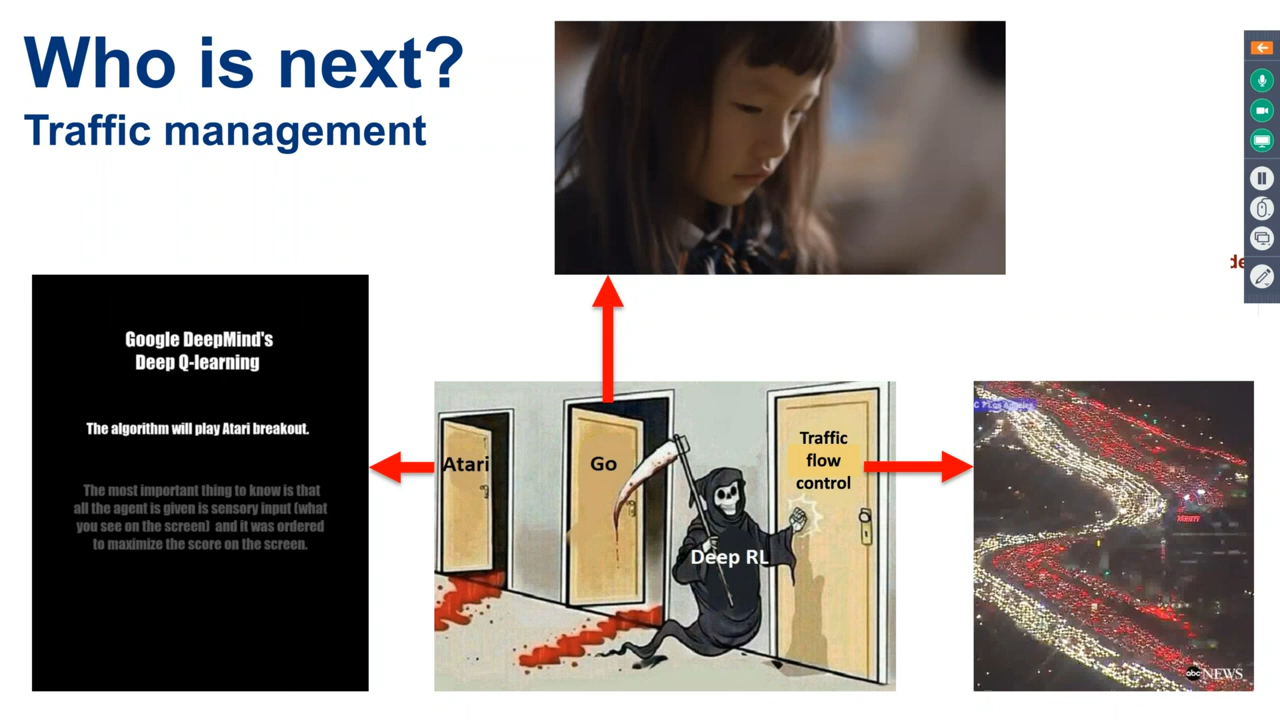 Who is next?
Traffic management
Google DeepMind's
Deep Q-learning
The algorithm will play Atari breakout.
The most important thing to know is that
all the agent is given is sensory input (what
you see on the screen) and it was ordered
to maximize the score on the screen.
Atari
Go
Traffic
flow
control
Deep RL
de
abc NEWS